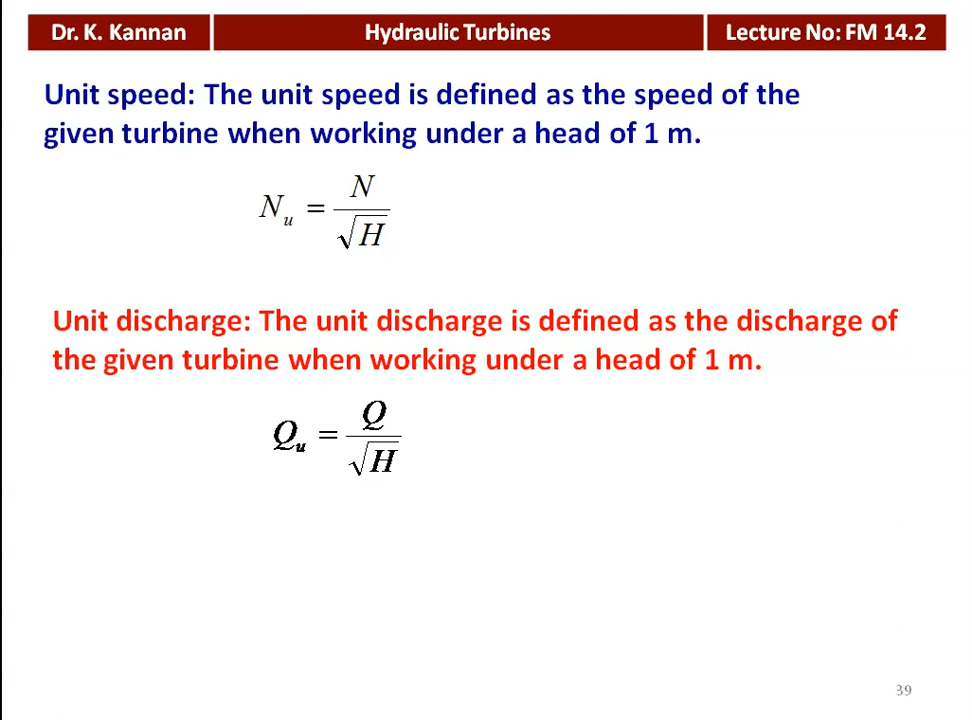 Dr. K. Kannan Hydraulic Turbines Lecture No: FM 14.2
Unit speed: The unit speed is defined as the speed of the
given turbine when working under a head of 1 m.
N_u = N / √H
Unit discharge: The unit discharge is defined as the discharge of
the given turbine when working under a head of 1 m.
Q_u = Q / √H
39